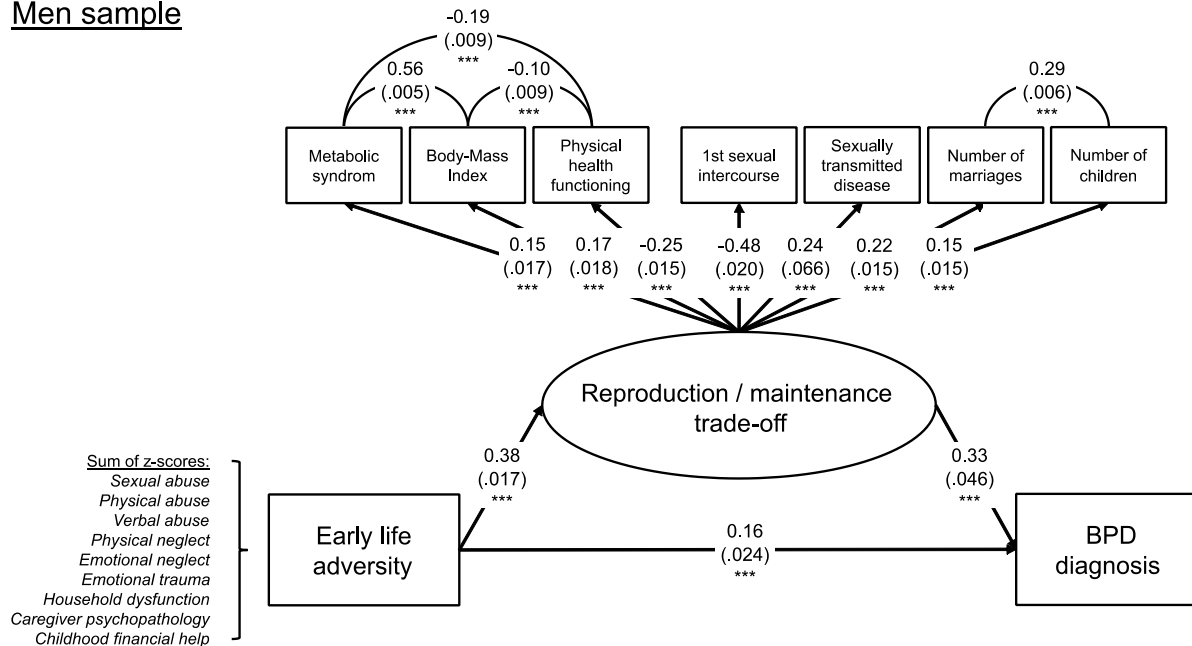 Men sample
-0.19
(.009)
***
0.56
(.005)
***
-0.10
(.009)
***
0.29
(.006)
***
Metabolic
syndrom
Body-Mass
Index
Physical
health
functioning
1st sexual
intercourse
Sexually
transmitted
disease
Number of
marriages
Number of
children
0.15
(.017)
***
0.17
(.018)
***
-0.25
(.015)
***
-0.48
(.020)
***
0.24
(.066)
***
0.22
(.015)
***
0.15
(.015)
***
Reproduction / maintenance
trade-off
0.38
(.017)
***
0.33
(.046)
***
Sum of z-scores:
Sexual abuse
Physical abuse
Verbal abuse
Physical neglect
Emotional neglect
Emotional trauma
Household dysfunction
Caregiver psychopathology
Childhood financial help
Early life
adversity
0.16
(.024)
***
BPD
diagnosis